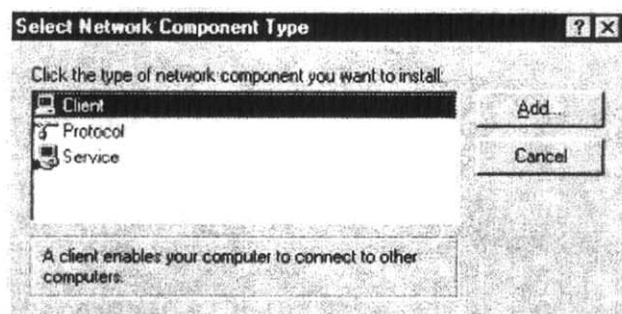 Select Network Component Type
Click the type of network component you want to install:
Client
Add...
Protocol
Service
Cancel
A client enables your computer to connect to other
computers.